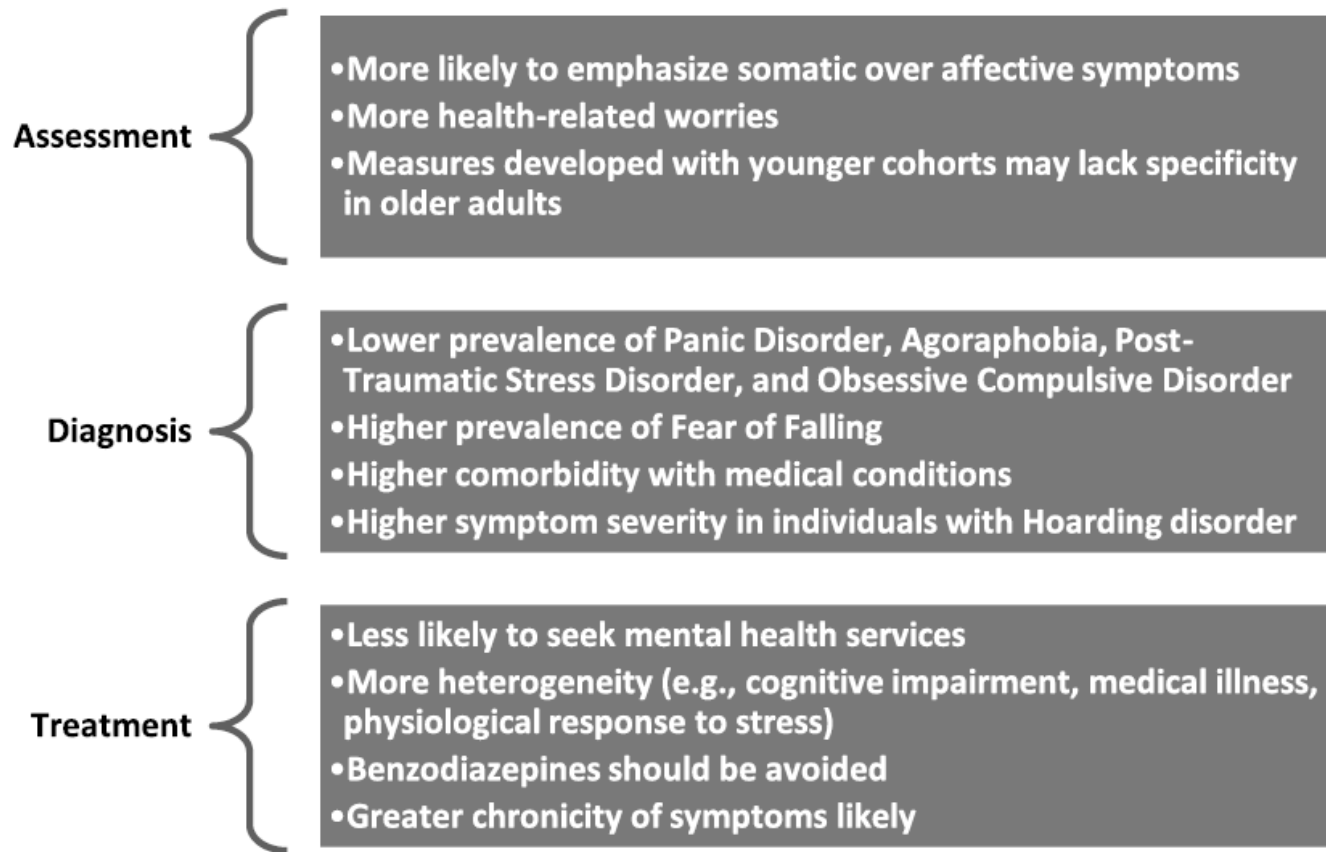 Assessment
•More likely to emphasize somatic over affective symptoms
•More health-related worries
•Measures developed with younger cohorts may lack specificity
in older adults
Diagnosis
•Lower prevalence of Panic Disorder, Agoraphobia, Post-
Traumatic Stress Disorder, and Obsessive Compulsive Disorder
•Higher prevalence of Fear of Falling
•Higher comorbidity with medical conditions
•Higher symptom severity in individuals with Hoarding disorder
Treatment
•Less likely to seek mental health services
•More heterogeneity (e.g., cognitive impairment, medical illness,
physiological response to stress)
•Benzodiazepines should be avoided
•Greater chronicity of symptoms likely